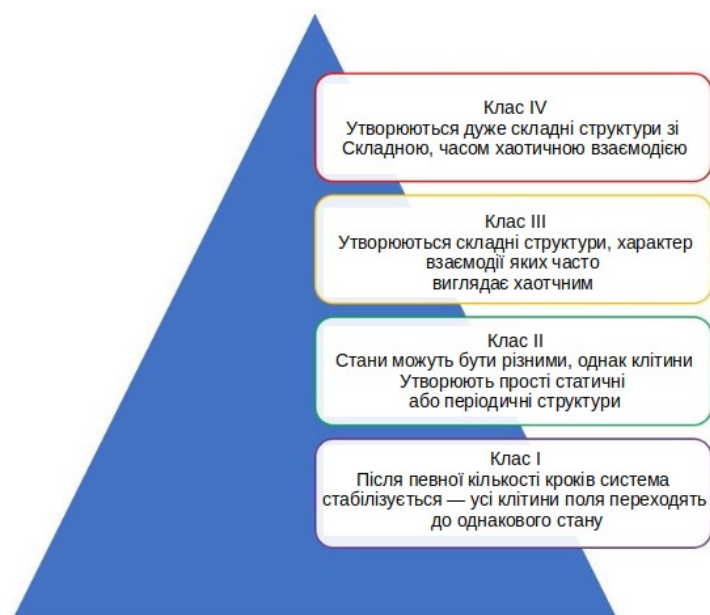 Клас IV
Утворюються дуже складні структури зі
Складною, часом хаотичною взаємодією
Клас III
Утворюються складні структури, характер
взаємодії яких часто
виглядає хаотчним
Клас II
Стани можуть бути різними, однак клітини
Утворюють прості статичні
або періодичні структури
Клас I
Після певної кількості кроків система
стабілізується — усі клітини поля переходять
до однакового стану